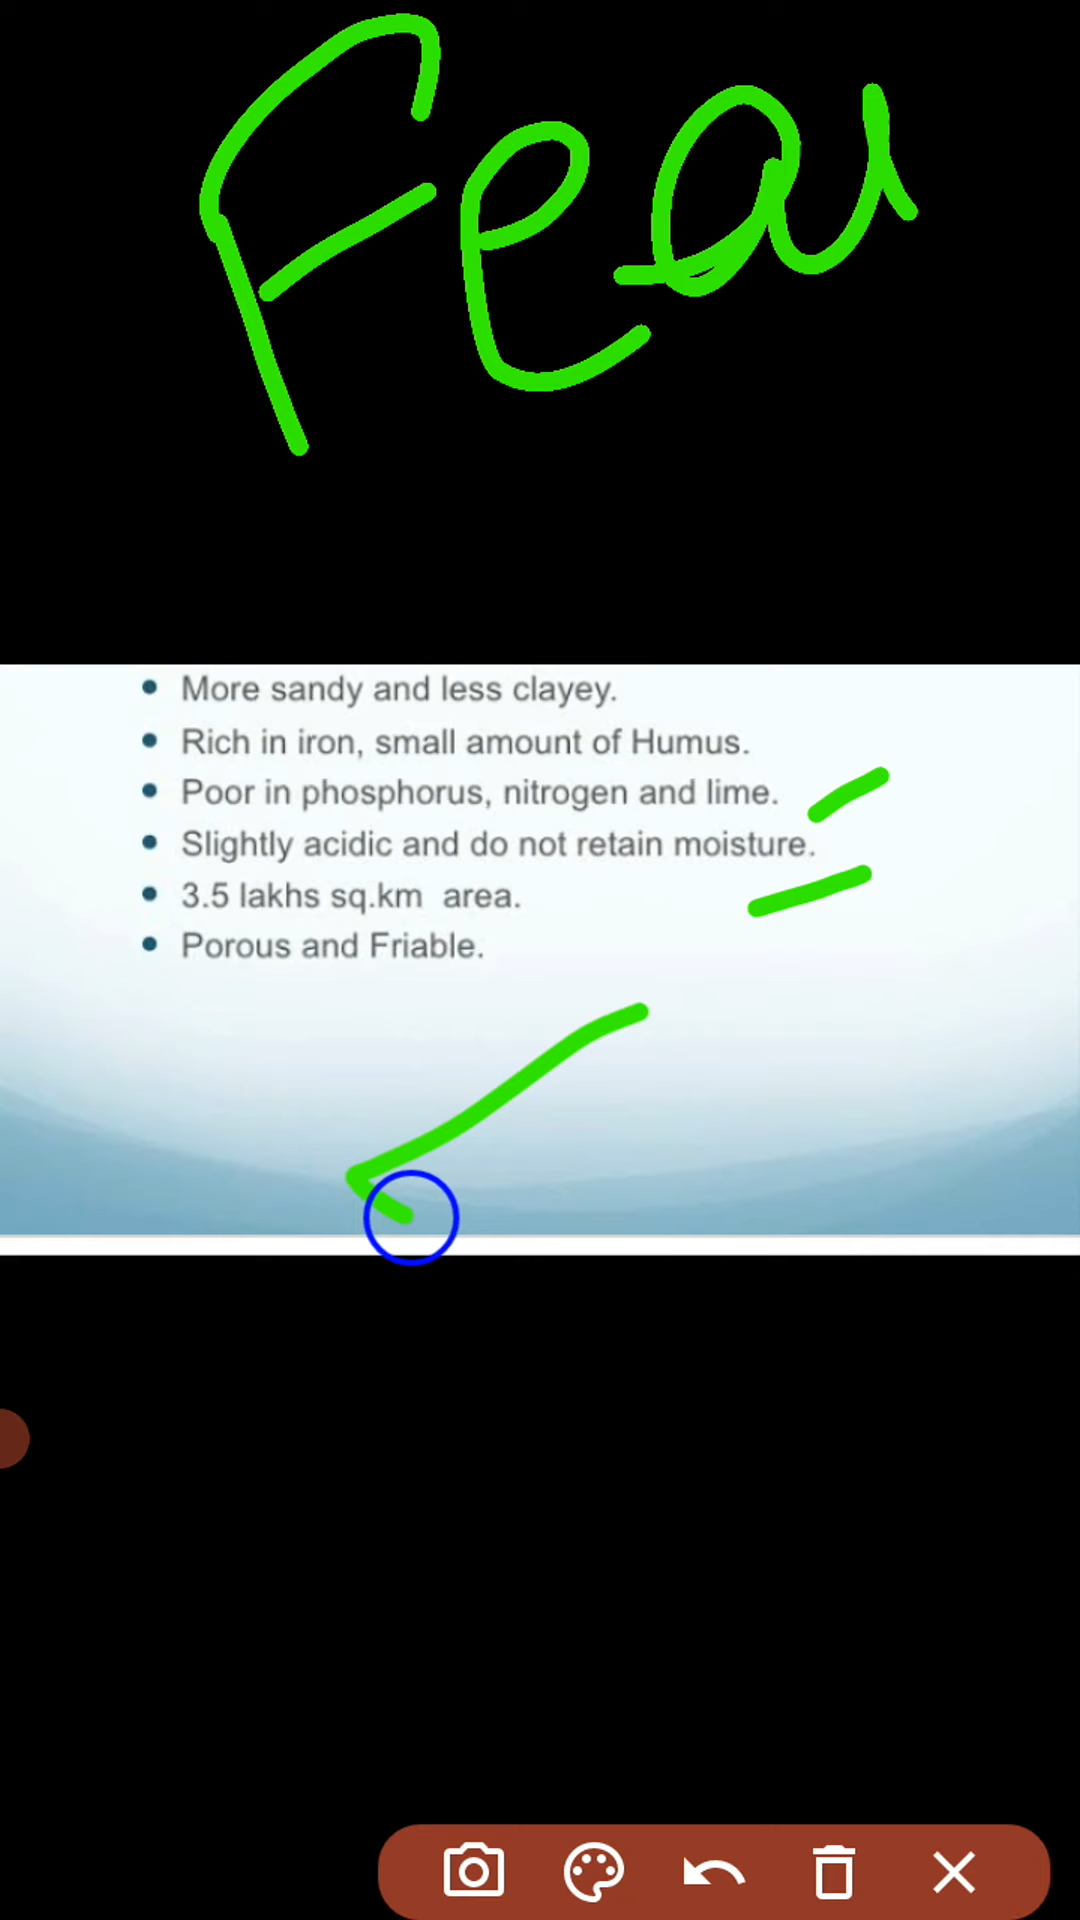 Fear
More sandy and less clayey.
Rich in iron, small amount of Humus.
Poor in phosphorus, nitrogen and lime.
Slightly acidic and do not retain moisture.
3.5 lakhs sq.km area.
Porous and Friable.